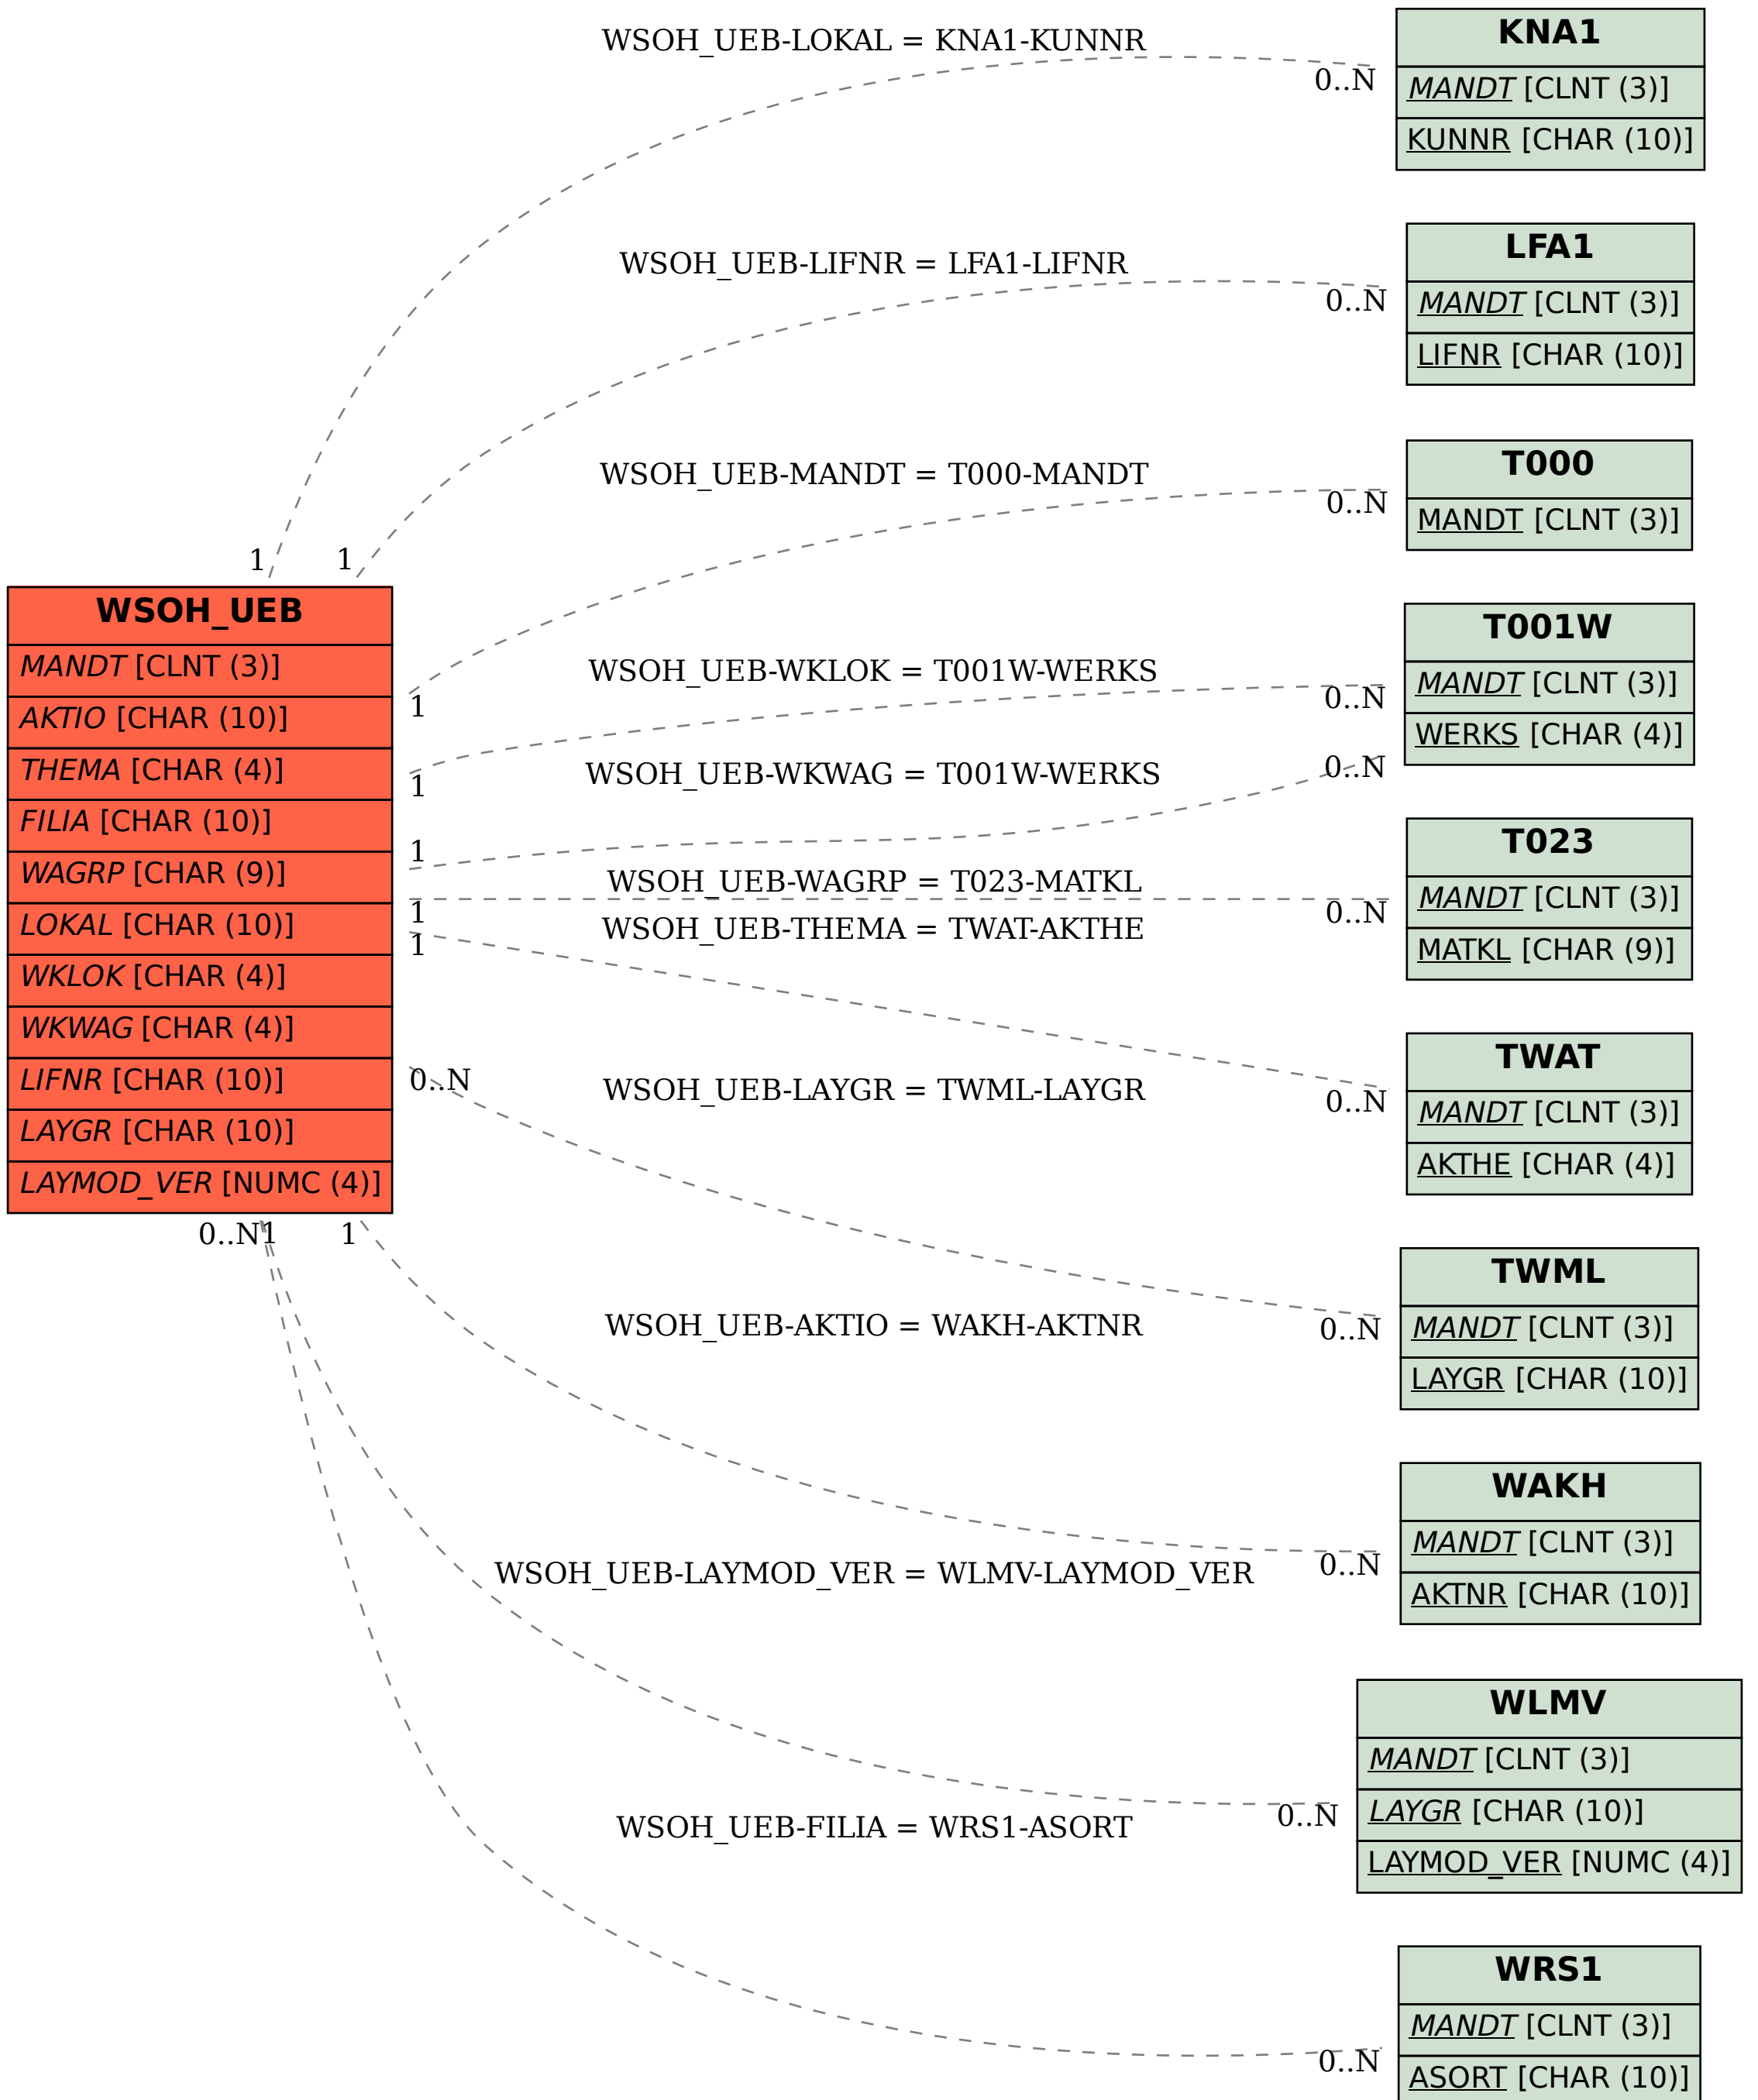 WSOH_UEB-LOKAL = KNA1-KUNNR
0..N
1
KNA1
MANDT [CLNT (3)]
KUNNR [CHAR (10)]
WSOH_UEB-LIFNR = LFA1-LIFNR
0..N
1
LFA1
MANDT [CLNT (3)]
LIFNR [CHAR (10)]
WSOH_UEB-MANDT = T000-MANDT
0..N
1
T000
MANDT [CLNT (3)]
WSOH_UEB
MANDT [CLNT (3)]
AKTIO [CHAR (10)]
THEMA [CHAR (4)]
FILIA [CHAR (10)]
WAGRP [CHAR (9)]
LOKAL [CHAR (10)]
WKLOK [CHAR (4)]
WKWAG [CHAR (4)]
LIFNR [CHAR (10)]
LAYGR [CHAR (10)]
LAYMOD_VER [NUMC (4)]
WSOH_UEB-WKLOK = T001W-WERKS
0..N
1
WSOH_UEB-WKWAG = T001W-WERKS
0..N
1
T001W
MANDT [CLNT (3)]
WERKS [CHAR (4)]
WSOH_UEB-WAGRP = T023-MATKL
0..N
1
T023
MANDT [CLNT (3)]
MATKL [CHAR (9)]
WSOH_UEB-THEMA = TWAT-AKTHE
0..N
1
TWAT
MANDT [CLNT (3)]
AKTHE [CHAR (4)]
WSOH_UEB-LAYGR = TWML-LAYGR
0..N
0..N
TWML
MANDT [CLNT (3)]
LAYGR [CHAR (10)]
WSOH_UEB-AKTIO = WAKH-AKTNR
0..N
1
WAKH
MANDT [CLNT (3)]
AKTNR [CHAR (10)]
WSOH_UEB-LAYMOD_VER = WLMV-LAYMOD_VER
0..N
0..N
WLMV
MANDT [CLNT (3)]
LAYGR [CHAR (10)]
LAYMOD_VER [NUMC (4)]
WSOH_UEB-FILIA = WRS1-ASORT
0..N
1
WRS1
MANDT [CLNT (3)]
ASORT [CHAR (10)]